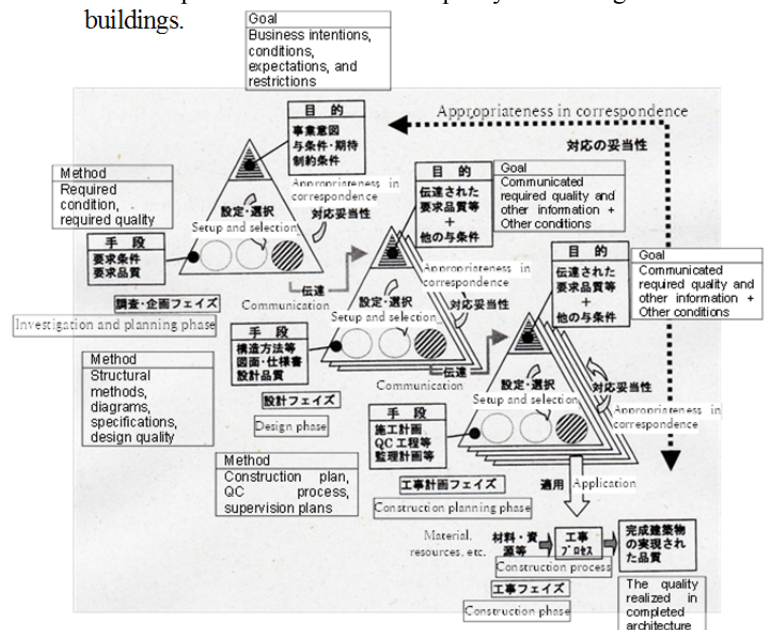 buildings.
Goal
Business intentions,
conditions,
expectations, and
restrictions
目 的
事業意図
与条件・期待
制約条件
Appropriateness in correspondence
対応の妥当性
Method
Required
condition,
required quality
手 段
要求条件
要求品質
設定・選択
Setup and selection
Appropriateness in
correspondence
対応妥当性
伝達
Communication
調査・企画フェイズ
Investigation and planning phase
目 的
伝達された
要求品質等
+
他の与条件
Goal
Communicated
required quality and
other information +
Other conditions
Method
Structural
methods,
diagrams,
specifications,
design quality
手 段
構造方法等
図面・仕様書
設計品質
設定・選択
Setup and selection
Appropriateness in
correspondence
対応妥当性
伝達
Communication
設計フェイズ
Design phase
目 的
伝達された
要求品質等
+
他の与条件
Goal
Communicated
required quality and
other information +
Other conditions
Method
Construction plan,
QC process,
supervision plans
手 段
施工計画
QC 工程等
監理計画等
設定・選択
Setup and selection
対応妥当性
Appropriateness in
correspondence
工事計画フェイズ
Construction planning phase
適用
Application
Material,
resources, etc.
材料・資
源等
工事
プロセス
Construction process
完成建築物
の実現され
た品質
工事フェイズ
Construction phase
The quality
realized in
completed
architecture